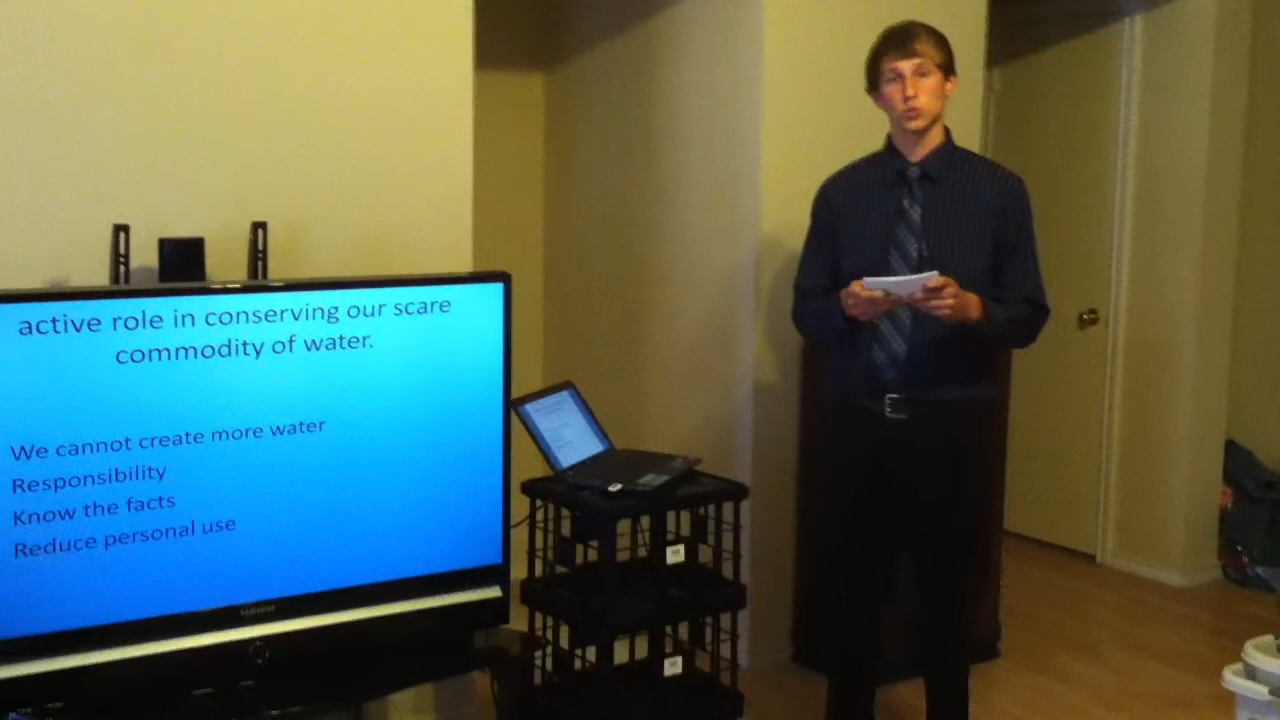 active role in conserving our scare
commodity of water.
We cannot create more water
Responsibility
Know the facts
Reduce personal use